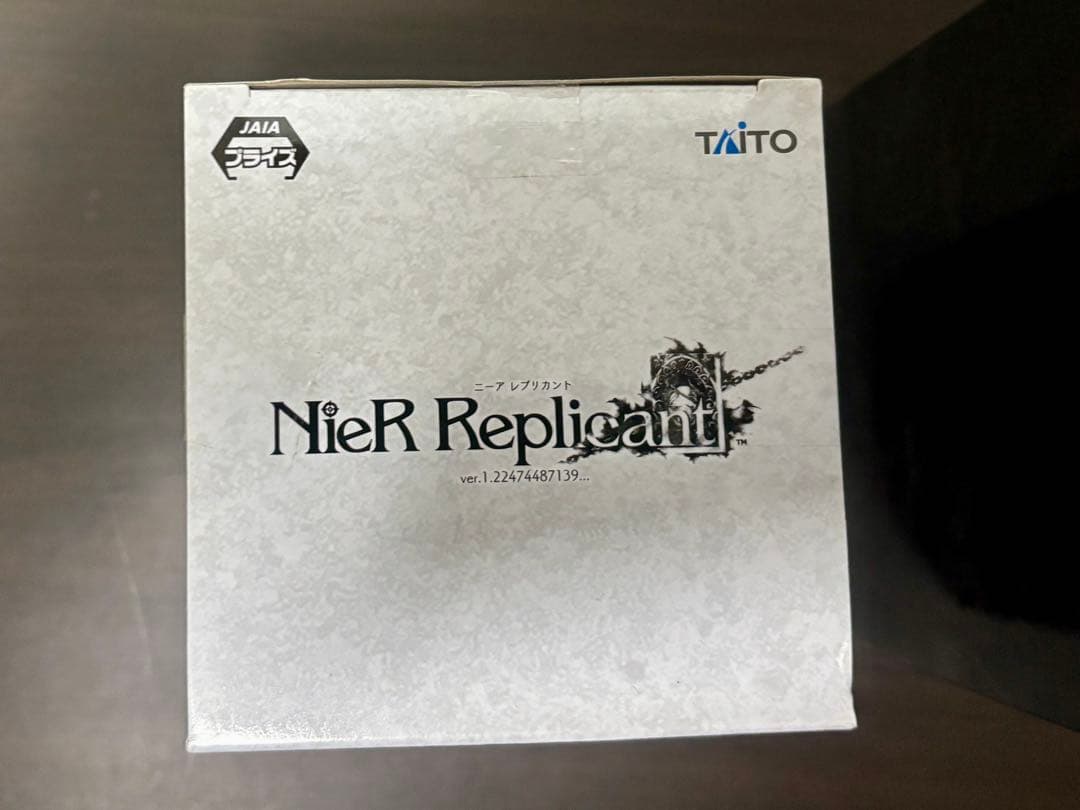 JAIA
プライズ
TAiTO
ニーア レプリカント
NieR Replicant
TM
ver.1.22474487139...